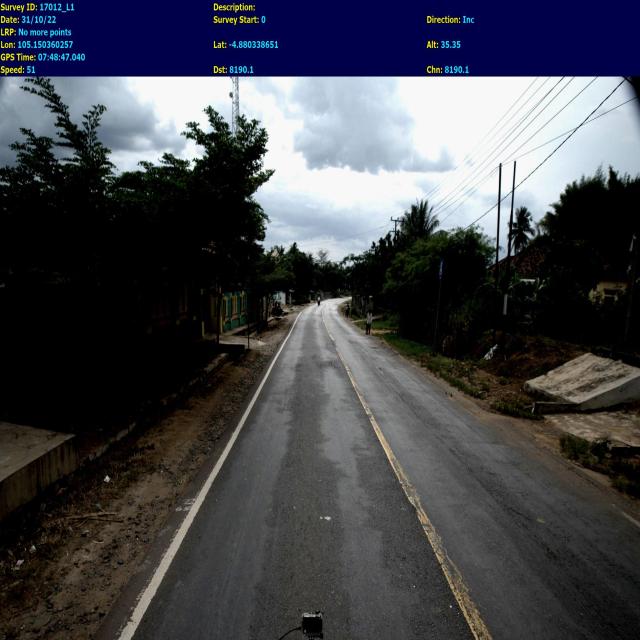 Survey ID: 17012_L1 Description:
Date: 31/10/22 Survey Start: 0 Direction: Inc
LRP: No more points
Lon: 105.150360257 Lat: -4.880338651 Alt: 35.35
GPS Time: 07:48:47.040
Speed: 51 Dst: 8190.1 Chn: 8190.1